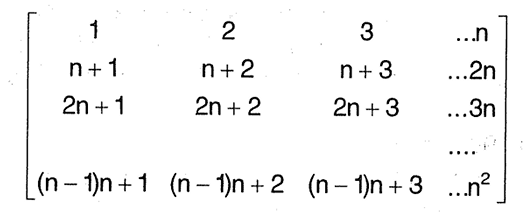 1 2 3 ...n
n + 1 n + 2 n + 3 ...2n
2n + 1 2n + 2 2n + 3 ...3n
....
(n – 1)n + 1 (n – 1)n + 2 (n – 1)n + 3 ...n²